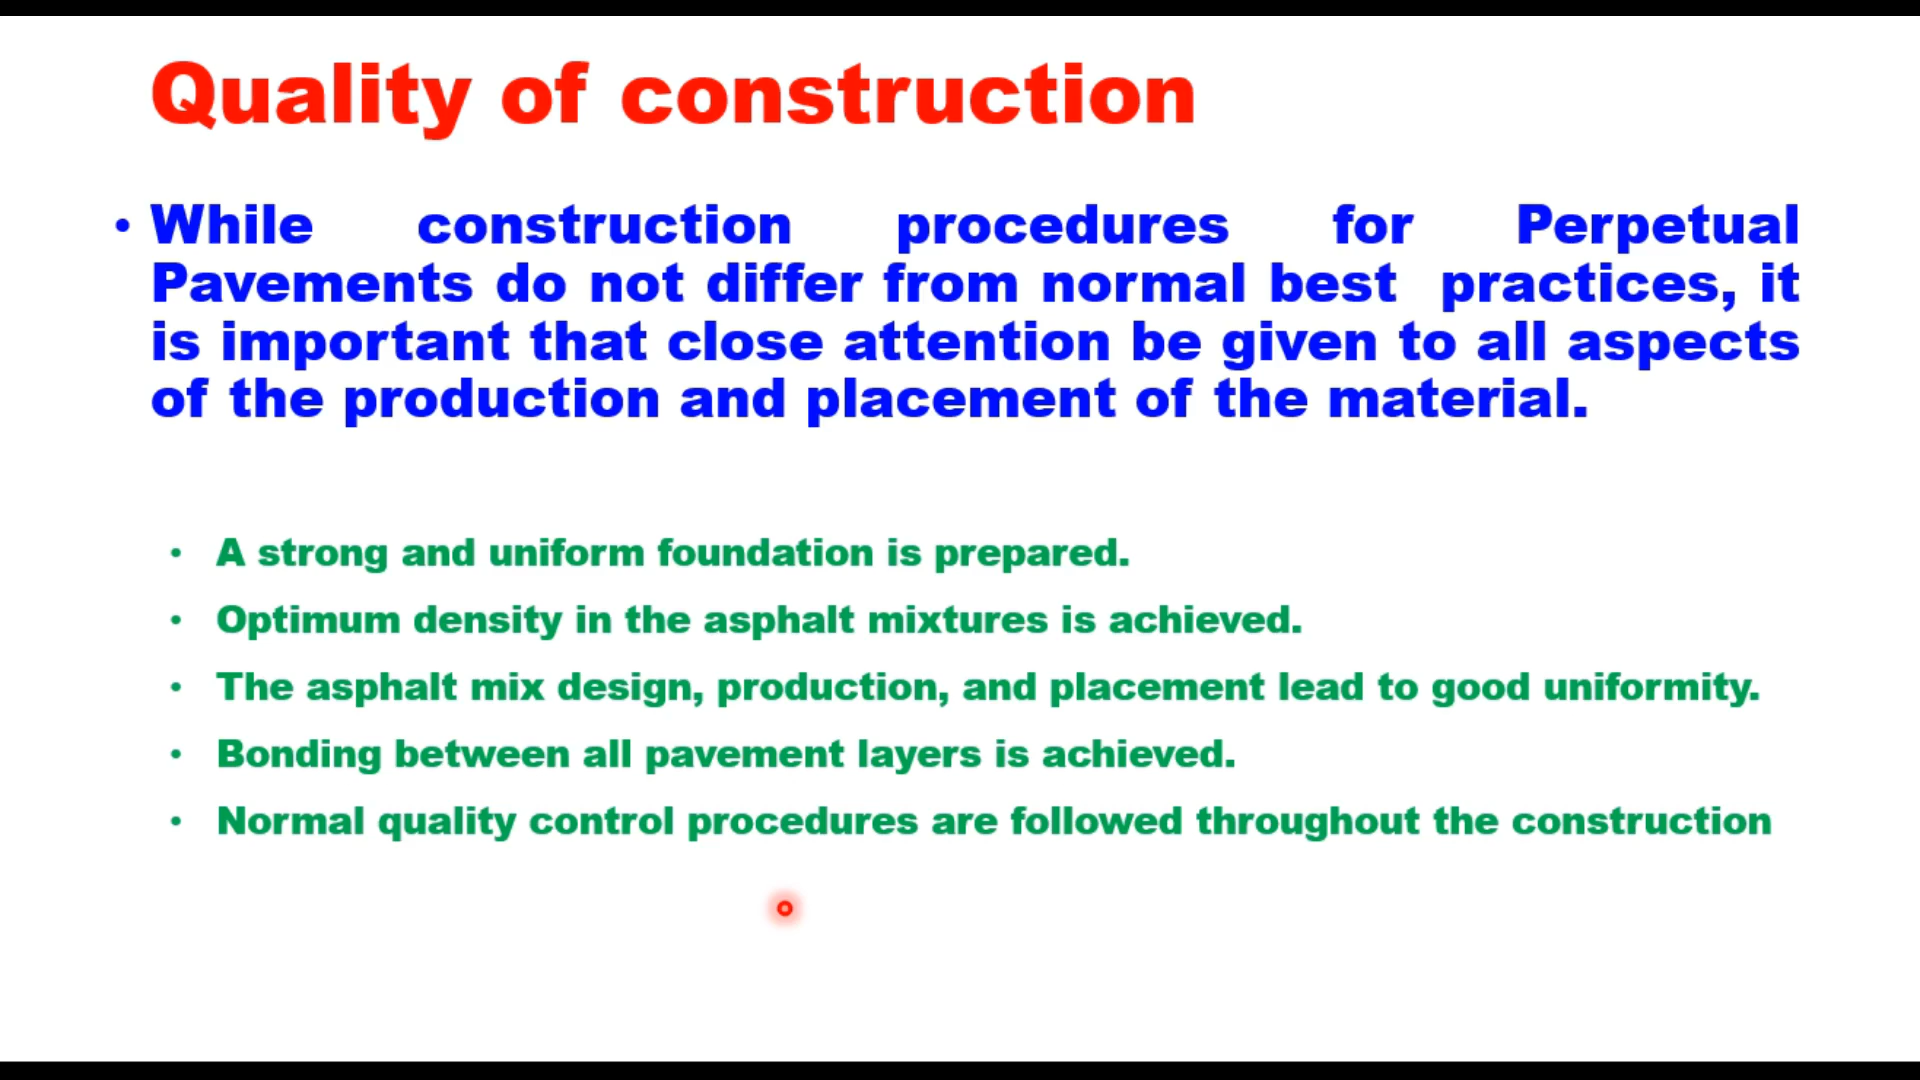 Quality of construction
• While construction procedures for Perpetual
Pavements do not differ from normal best practices, it
is important that close attention be given to all aspects
of the production and placement of the material.
• A strong and uniform foundation is prepared.
• Optimum density in the asphalt mixtures is achieved.
• The asphalt mix design, production, and placement lead to good uniformity.
• Bonding between all pavement layers is achieved.
• Normal quality control procedures are followed throughout the construction